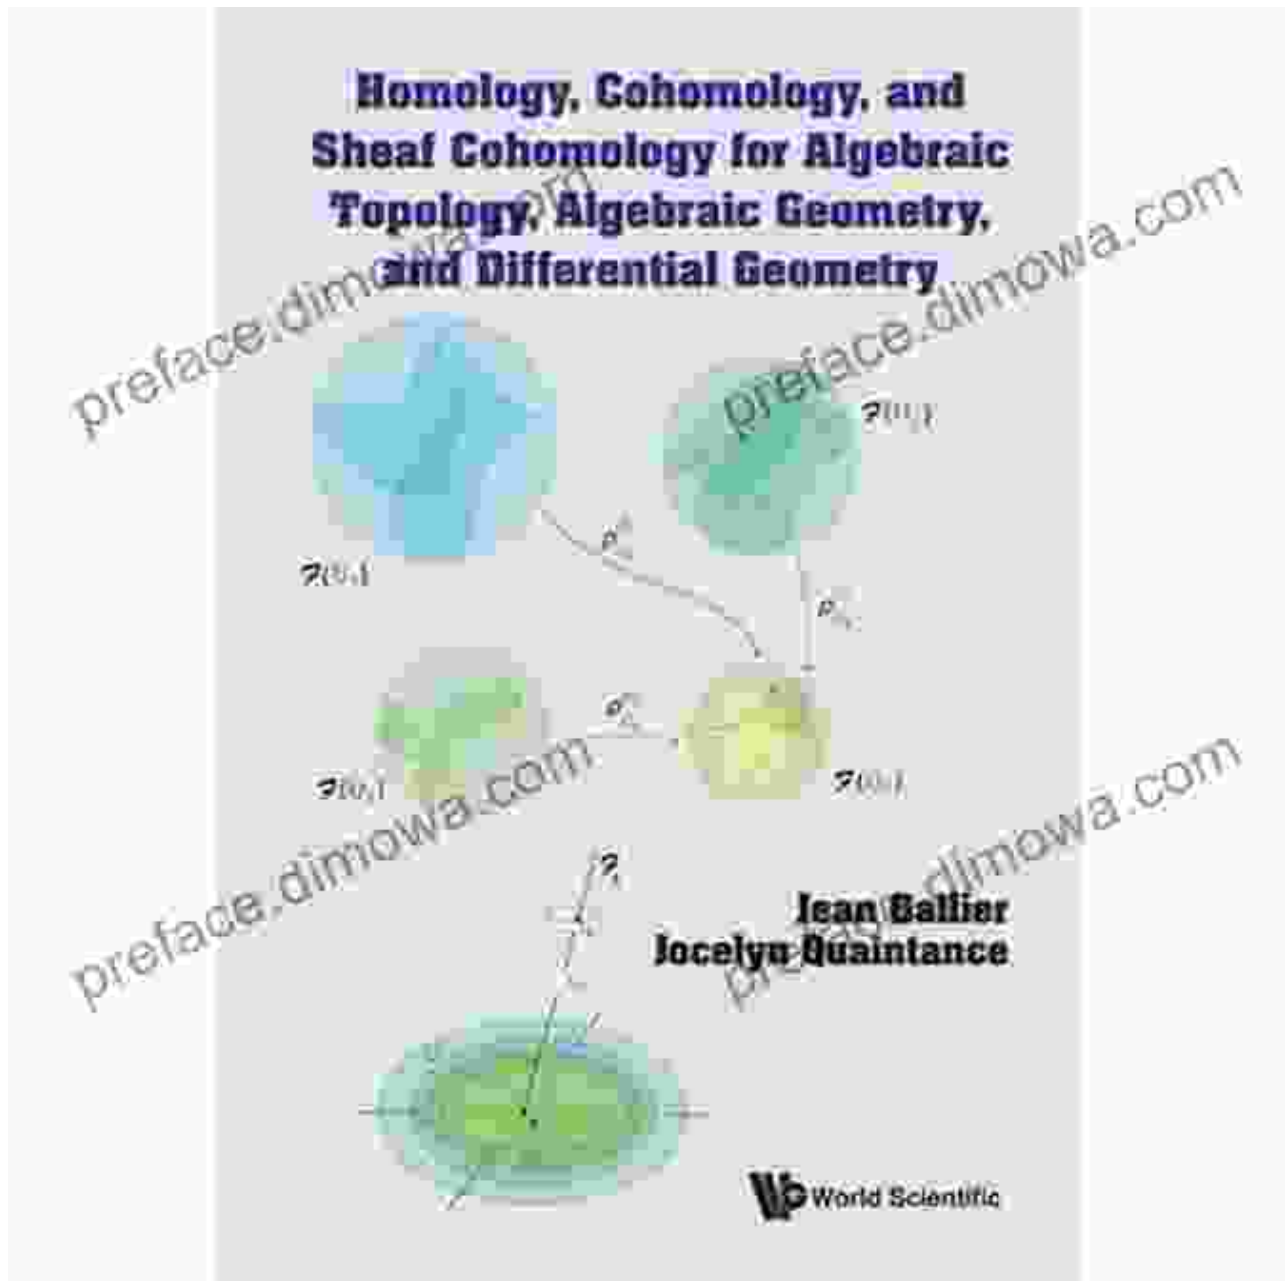 Homology, Cohomology, and
Sheaf Cohomology for Algebraic
Topology, Algebraic Geometry,
and Differential Geometry
preface.dimowa.com
preface.dimowa.com
preface.dimowa.com
preface.dimowa.com
Jean Gallier
Jocelyn Quaintance
World Scientific